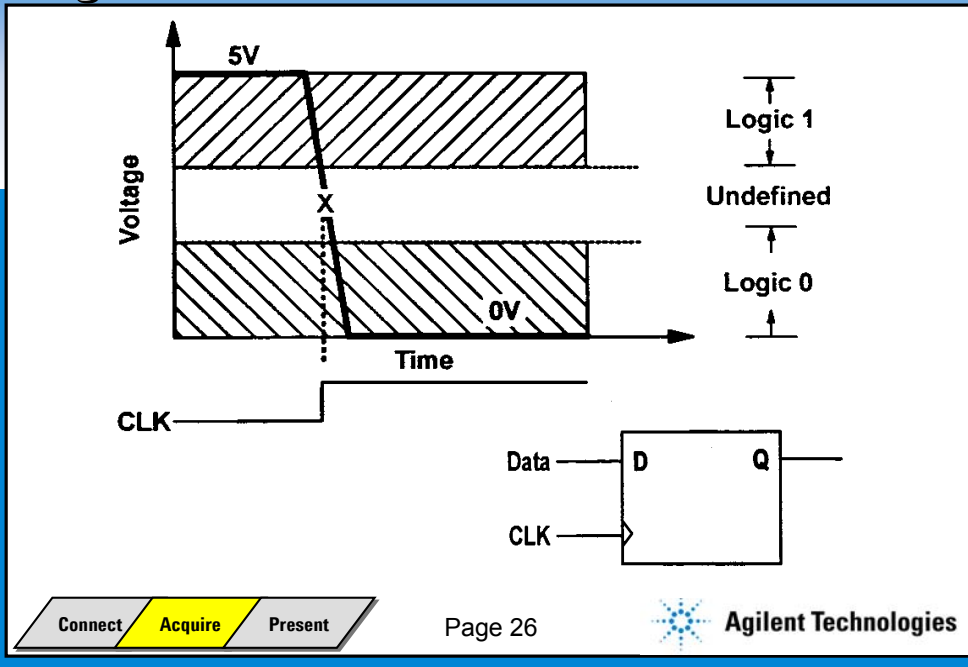 5V
Voltage
X
0V
Time
Logic 1
Undefined
Logic 0
CLK
Data
D
Q
CLK
Connect
Acquire
Present
Page 26
Agilent Technologies